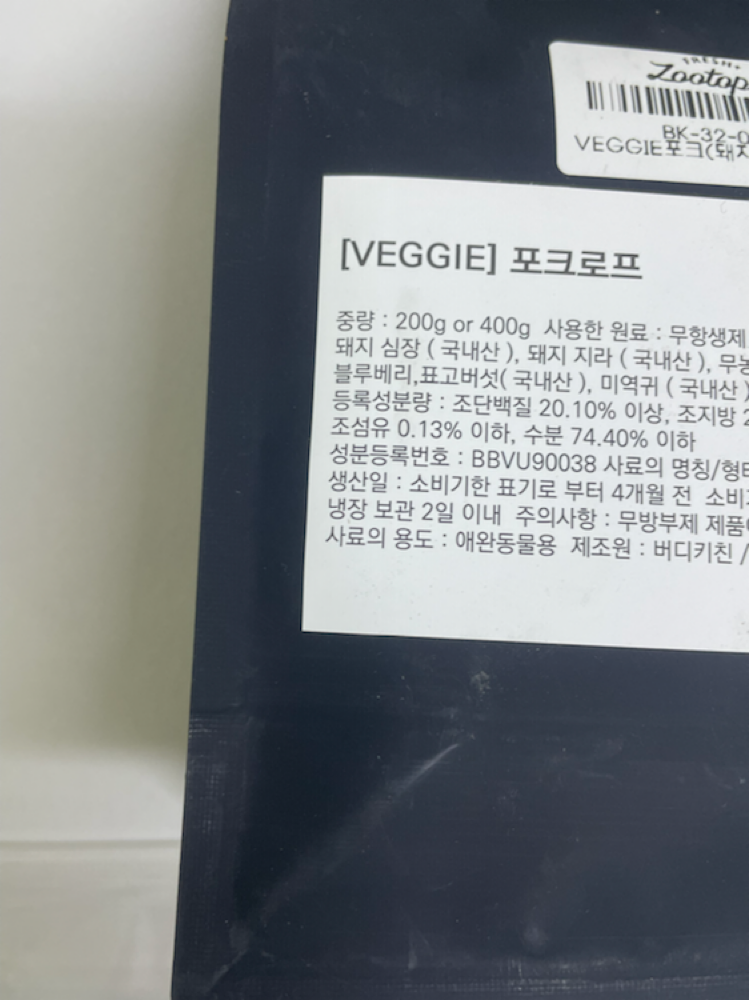 FRESH
Zootop
BK-32-0
VEGGIE포크(돼지
[VEGGIE] 포크로프
중량 : 200g or 400g 사용한 원료 : 무항생제
돼지 심장 ( 국내산 ), 돼지 지라 ( 국내산 ), 무농
블루베리,표고버섯( 국내산 ), 미역귀 ( 국내산 )
등록성분량 : 조단백질 20.10% 이상, 조지방 2
조섬유 0.13% 이하, 수분 74.40% 이하
성분등록번호 : BBVU90038 사료의 명칭/형태
생산일 : 소비기한 표기로 부터 4개월 전 소비기
냉장 보관 2일 이내 주의사항 : 무방부제 제품
사료의 용도 : 애완동물용 제조원 : 버디키친 /